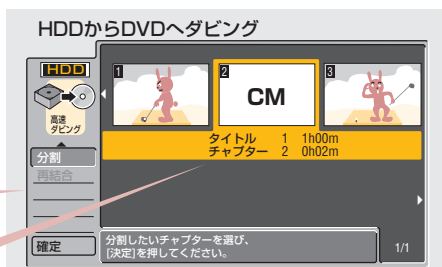 HDDからDVDへダビング
HDD
高速
ダビング
分割
再結合
確定
1
2
3
CM
タイトル 1 1h00m
チャプター 2 0h02m
分割したいチャプターを選び、
[決定]を押してください。
1/1